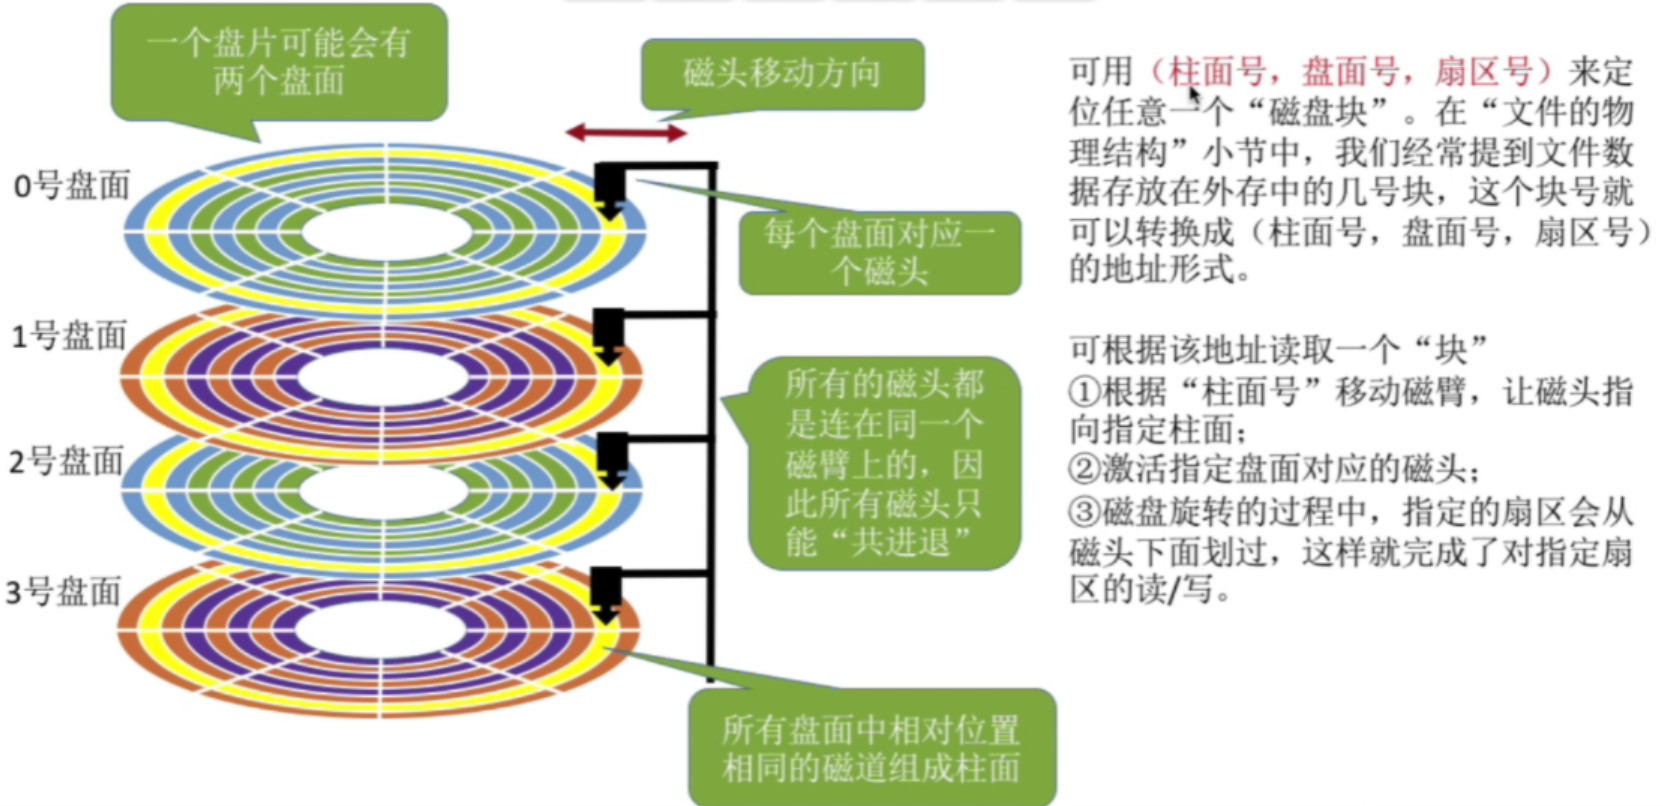 一个盘片可能会有
两个盘面
磁头移动方向
0号盘面
每个盘面对应一
个磁头
1号盘面
所有的磁头都
是连在同一个
磁臂上的，因
此所有磁头只
能“共进退”
2号盘面
3号盘面
所有盘面中相对位置
相同的磁道组成柱面
可用（柱面号，盘面号，扇区号）来定
位任意一个“磁盘块”。在“文件的物
理结构”小节中，我们经常提到文件数
据存放在外存中的几号块，这个块号就
可以转换成（柱面号，盘面号，扇区号）
的地址形式。
可根据该地址读取一个“块”
①根据“柱面号”移动磁臂，让磁头指
向指定柱面；
②激活指定盘面对应的磁头；
③磁盘旋转的过程中，指定的扇区会从
磁头下面划过，这样就完成了对指定扇
区的读/写。